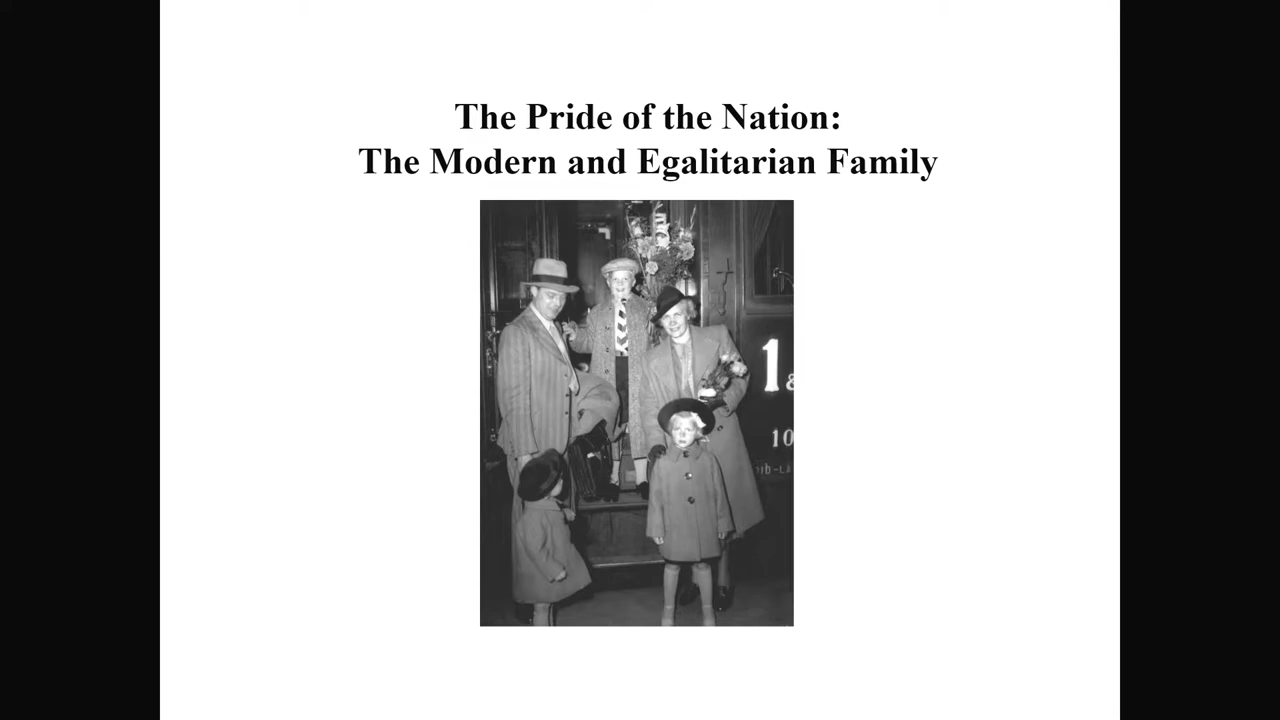 The Pride of the Nation:
The Modern and Egalitarian Family
1
10